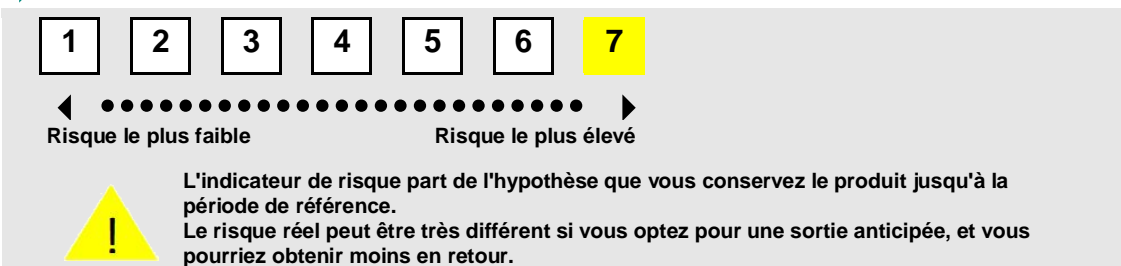 1 2 3 4 5 6 7
Risque le plus faible Risque le plus élevé
L'indicateur de risque part de l'hypothèse que vous conservez le produit jusqu'à la
période de référence.
Le risque réel peut être très différent si vous optez pour une sortie anticipée, et vous
pourriez obtenir moins en retour.
!